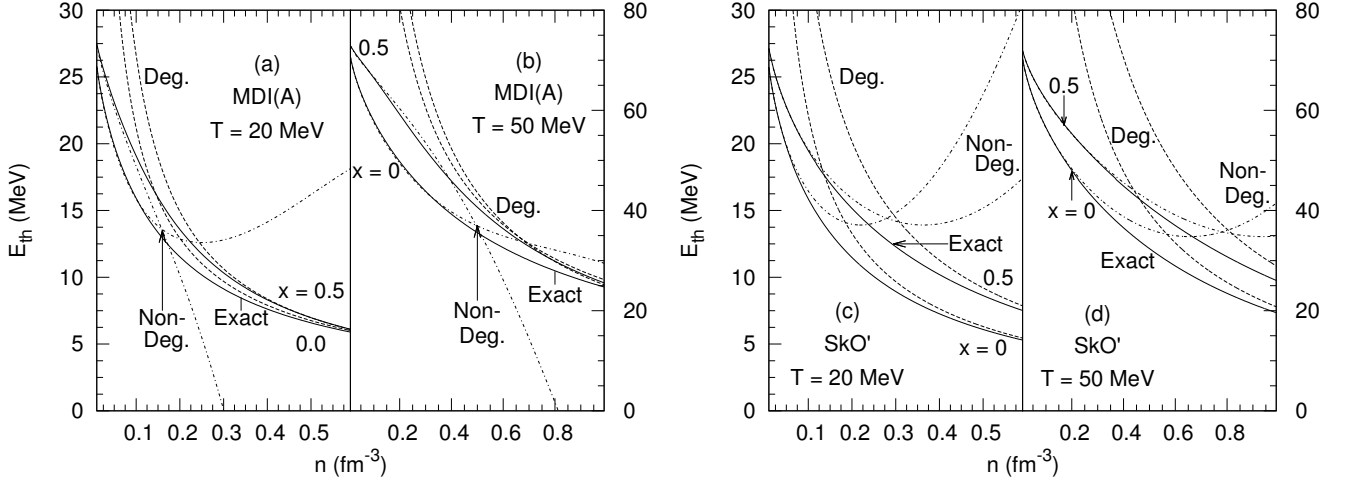 30
25
20
15
10
5
0
E_th (MeV)
(a)
MDI(A)
T = 20 MeV
Deg.
Non-
Deg.
Exact
x = 0.5
0.0
0.1 0.2 0.3 0.4 0.5
0.5
(b)
MDI(A)
T = 50 MeV
x = 0
Deg.
Non-
Deg.
Exact
0.2 0.4 0.6 0.8
80
60
40
20
0
n (fm⁻³)
30
25
20
15
10
5
0
E_th (MeV)
Deg.
Non-
Deg.
Exact
0.5
(c)
SkO'
T = 20 MeV
x = 0
0.1 0.2 0.3 0.4 0.5
0.5
Deg.
Non-
Deg.
x = 0
Exact
(d)
SkO'
T = 50 MeV
0.2 0.4 0.6 0.8
80
60
40
20
0
n (fm⁻³)